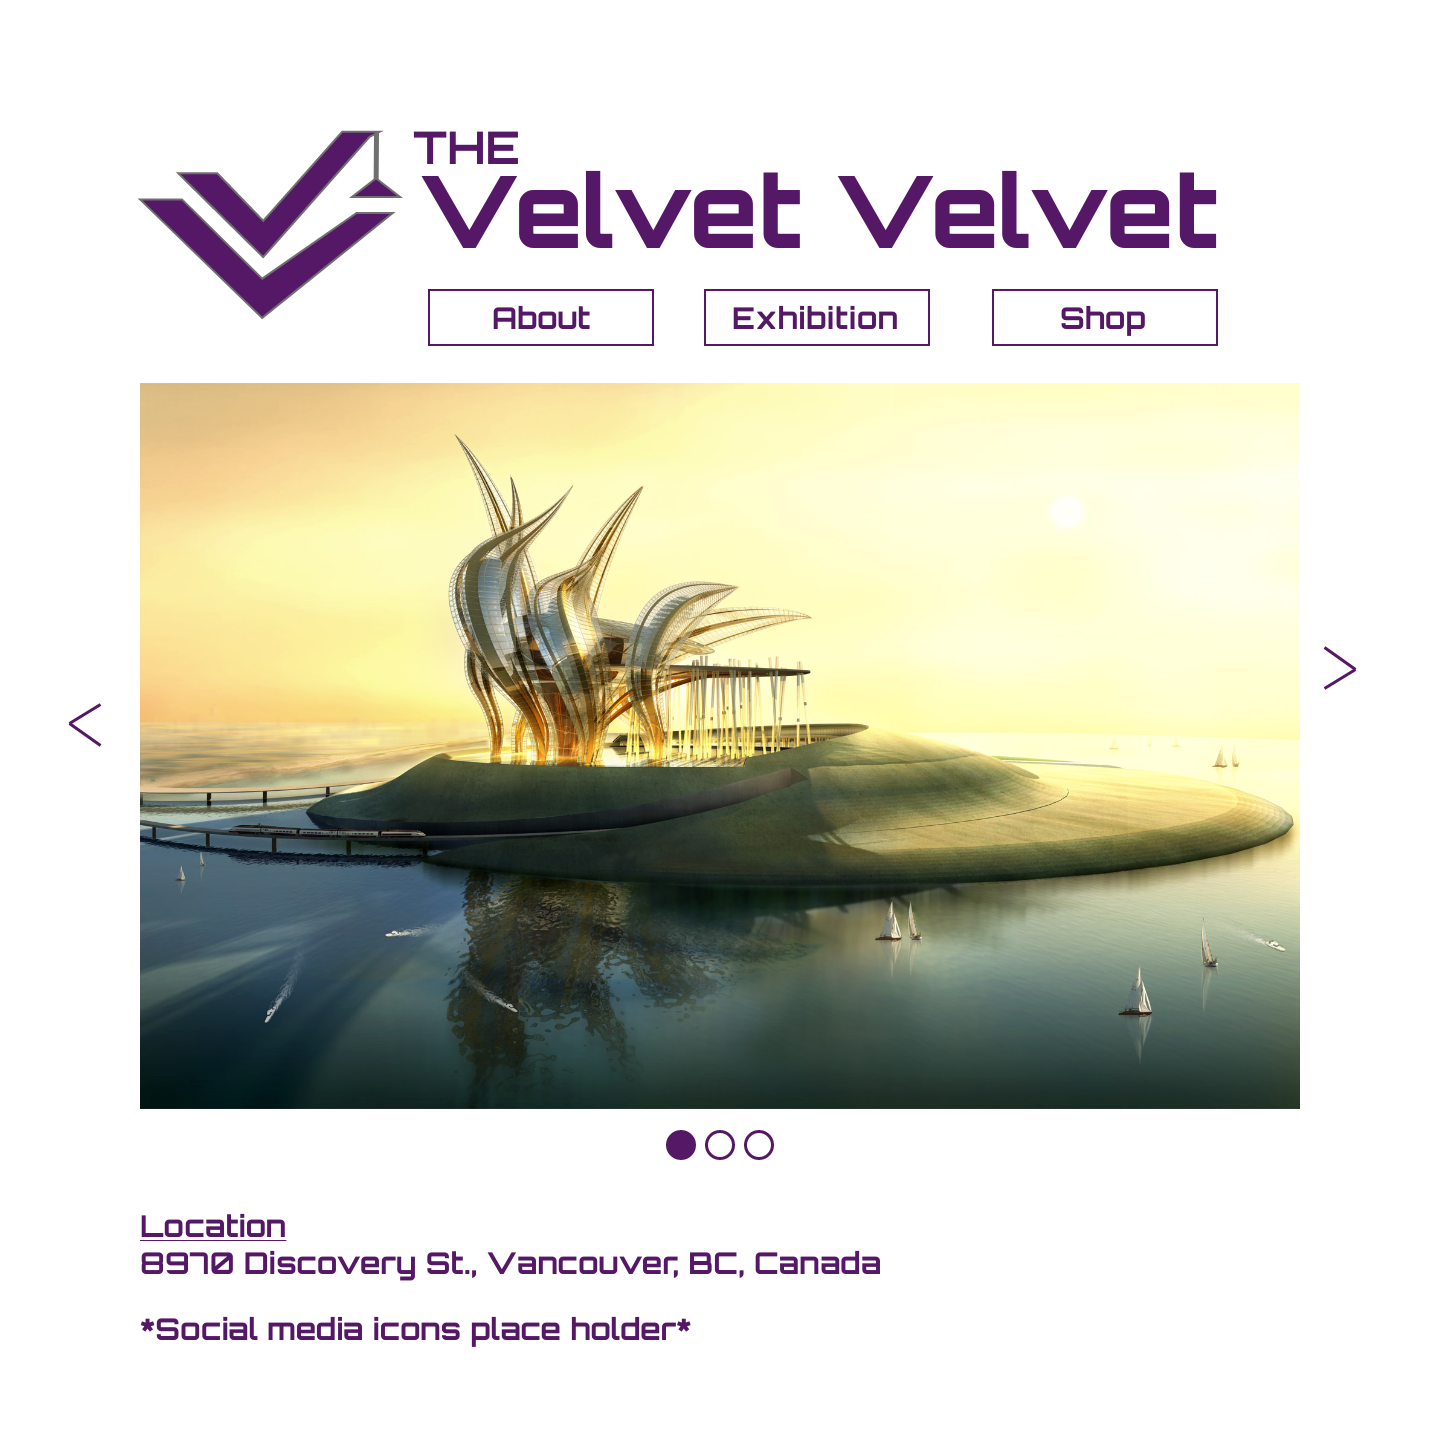 THE
Velvet Velvet
About Exhibition Shop
Location
8970 Discovery St., Vancouver, BC, Canada
*Social media icons place holder*